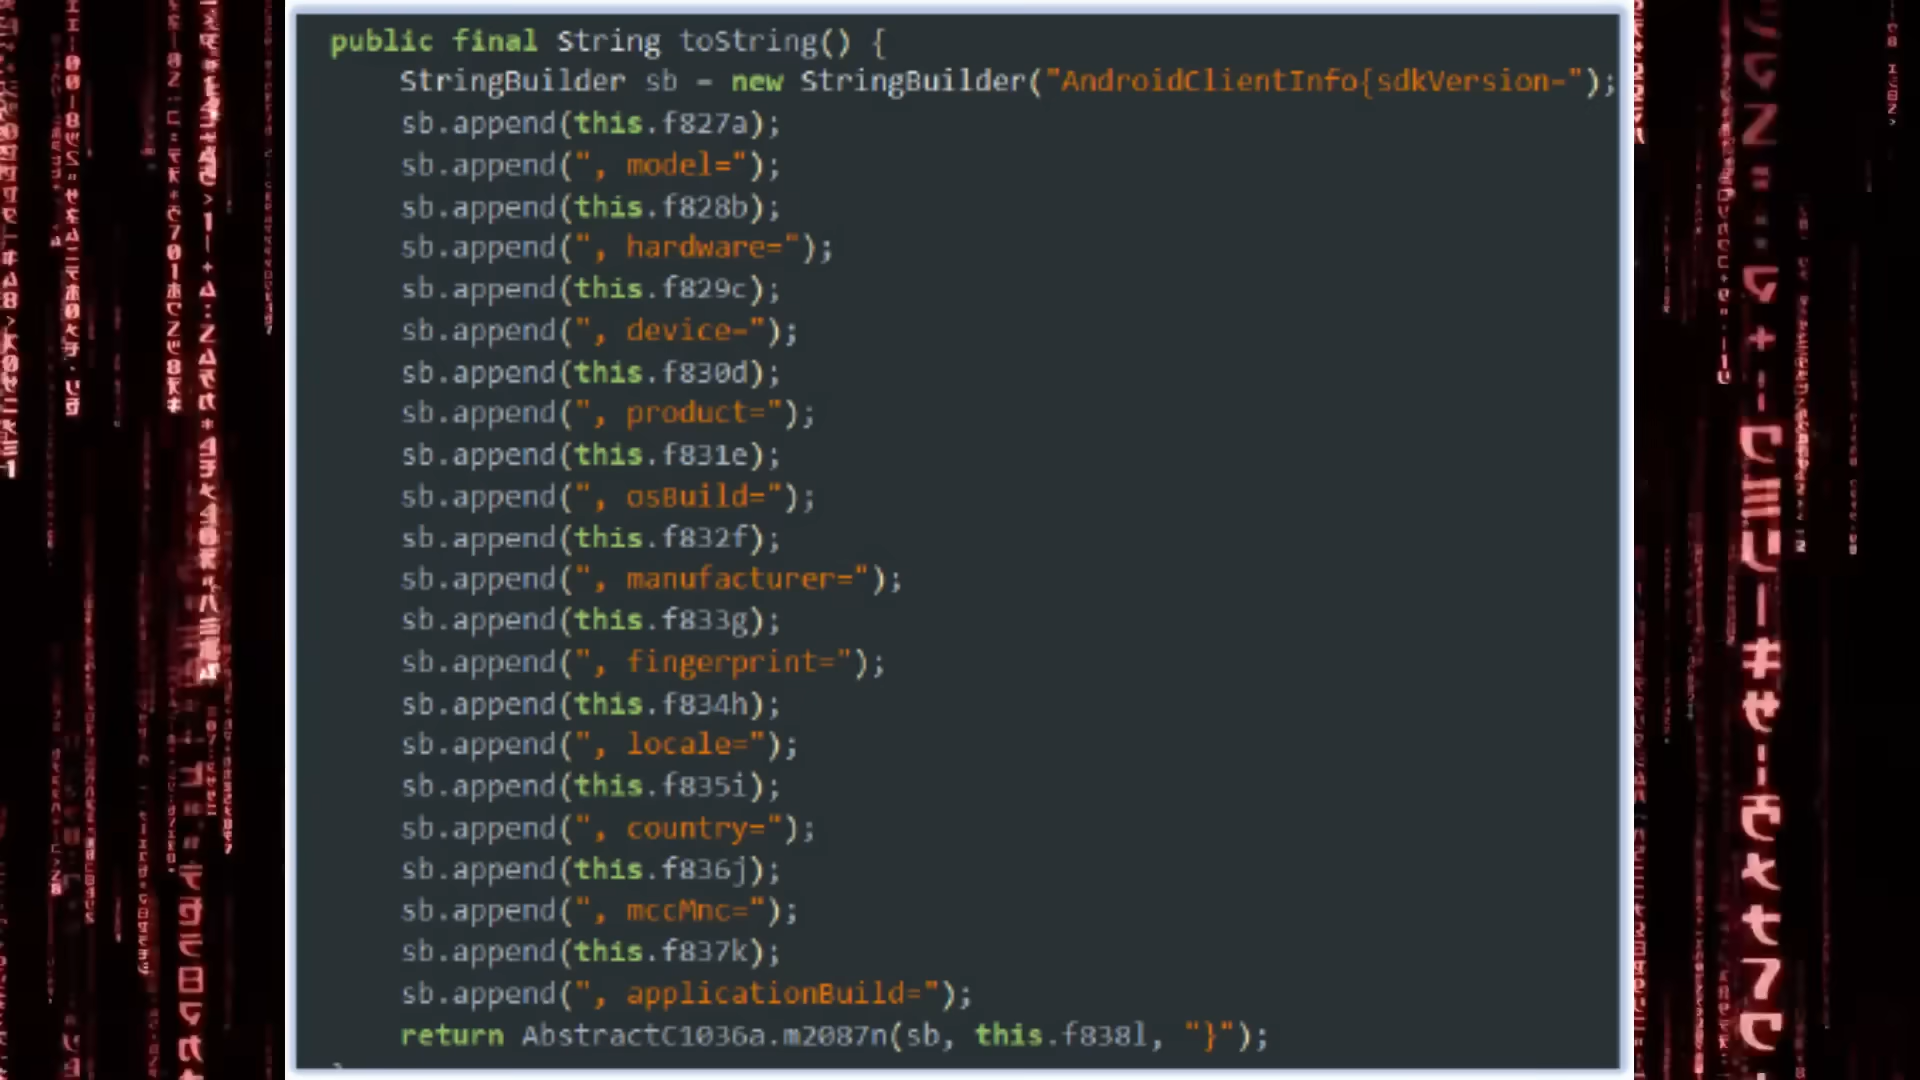 public final String toString() {
StringBuilder sb = new StringBuilder("AndroidClientInfo{sdkVersion=");
sb.append(this.f827a);
sb.append(", model=");
sb.append(this.f828b);
sb.append(", hardware=");
sb.append(this.f829c);
sb.append(", device=");
sb.append(this.f830d);
sb.append(", product=");
sb.append(this.f831e);
sb.append(", osBuild=");
sb.append(this.f832f);
sb.append(", manufacturer=");
sb.append(this.f833g);
sb.append(", fingerprint=");
sb.append(this.f834h);
sb.append(", locale=");
sb.append(this.f835i);
sb.append(", country=");
sb.append(this.f836j);
sb.append(", mccMnc=");
sb.append(this.f837k);
sb.append(", applicationBuild=");
return AbstractC1036a.m2087n(sb, this.f838l, "}");